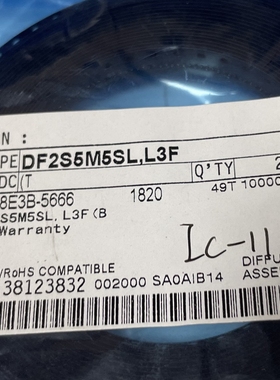 N :
PE DF2S5M5SL,L3F
DC (T Q'TY 2
8E3B-5666 1820 49T 10000
S5M5SL, L3F (B
Warranty
IC-11
/RoHS COMPATIBLE DIFFU
38123832 002000 SA0AIB14 ASSE